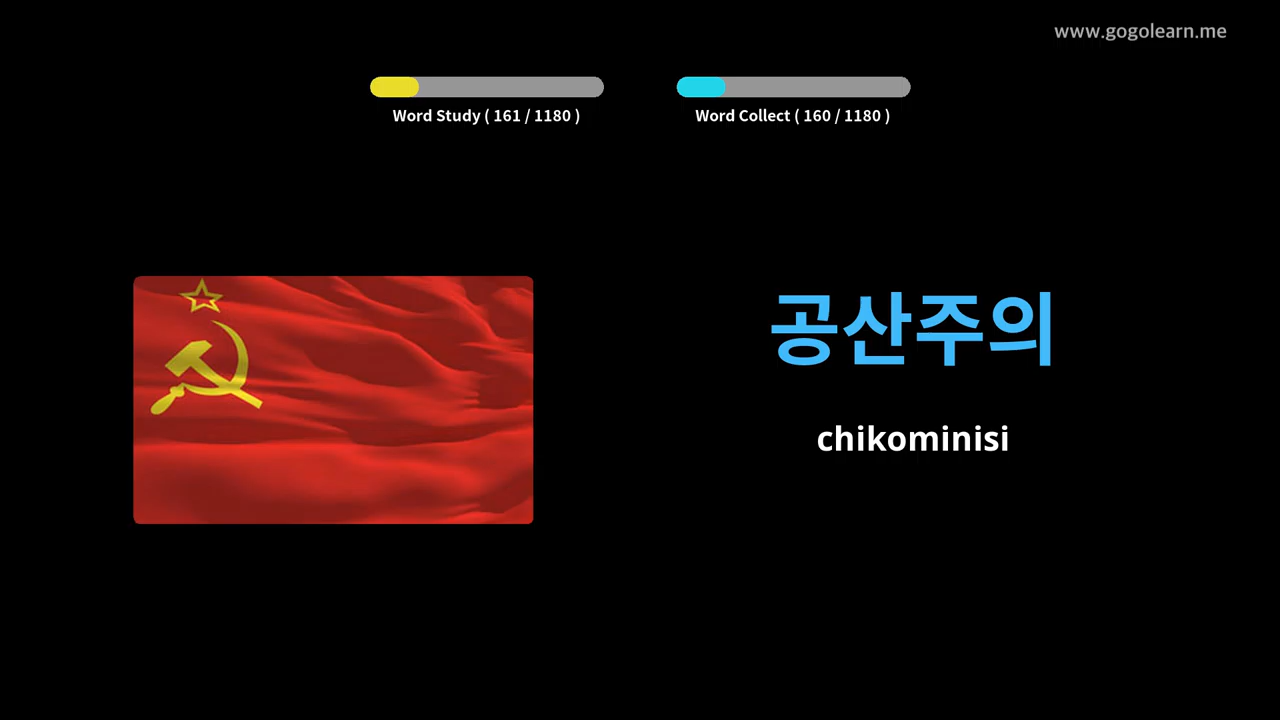 www.gogolearn.me
Word Study ( 161 / 1180 )
Word Collect ( 160 / 1180 )
공산주의
chikominisi